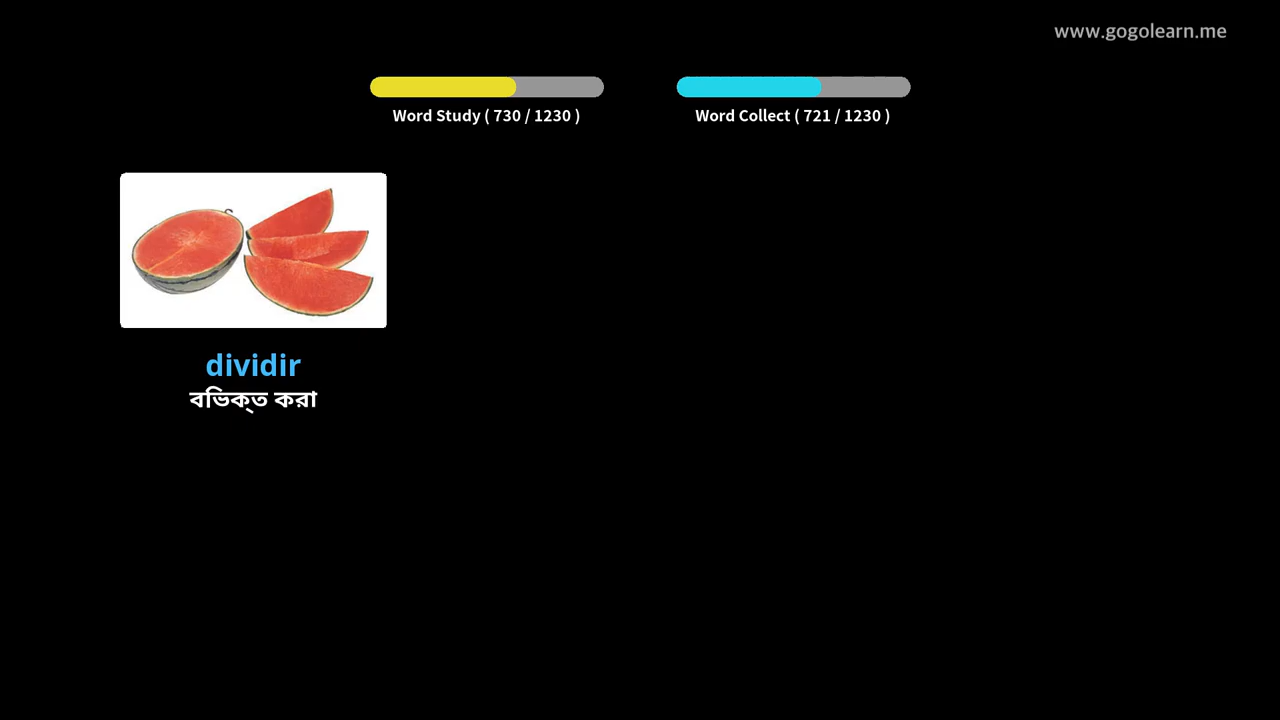 www.gogolearn.me
Word Study ( 730 / 1230 )
Word Collect ( 721 / 1230 )
dividir
বিভক্ত করা